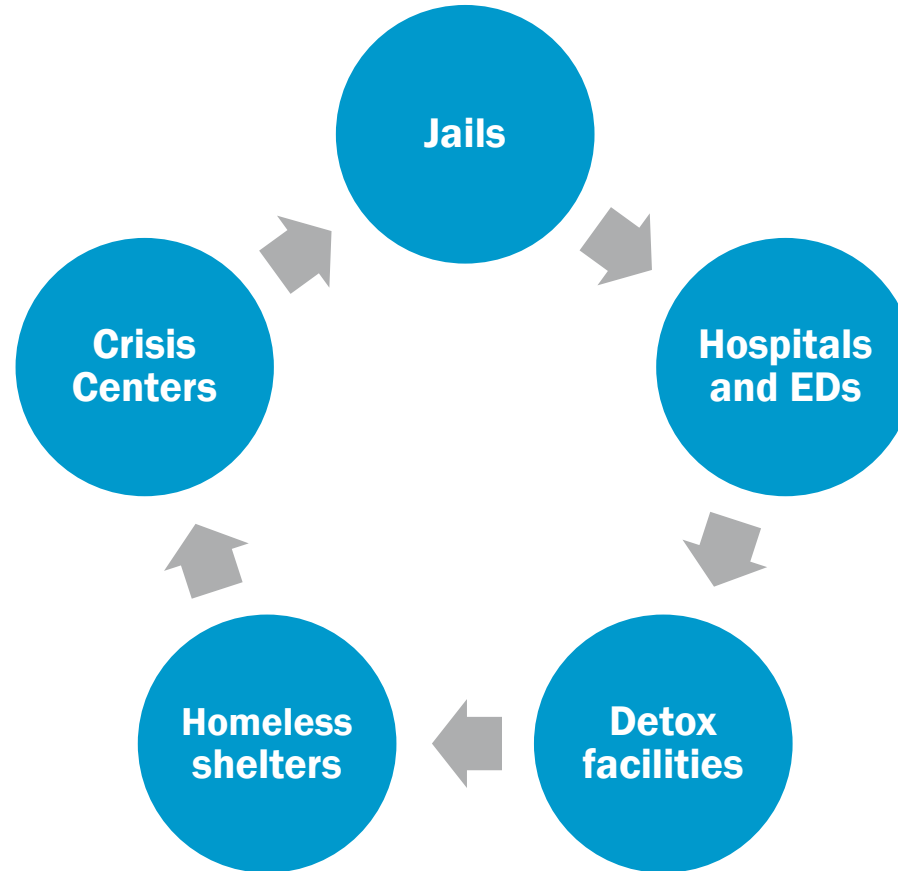 Jails
Crisis
Centers
Hospitals
and EDs
Homeless
shelters
Detox
facilities